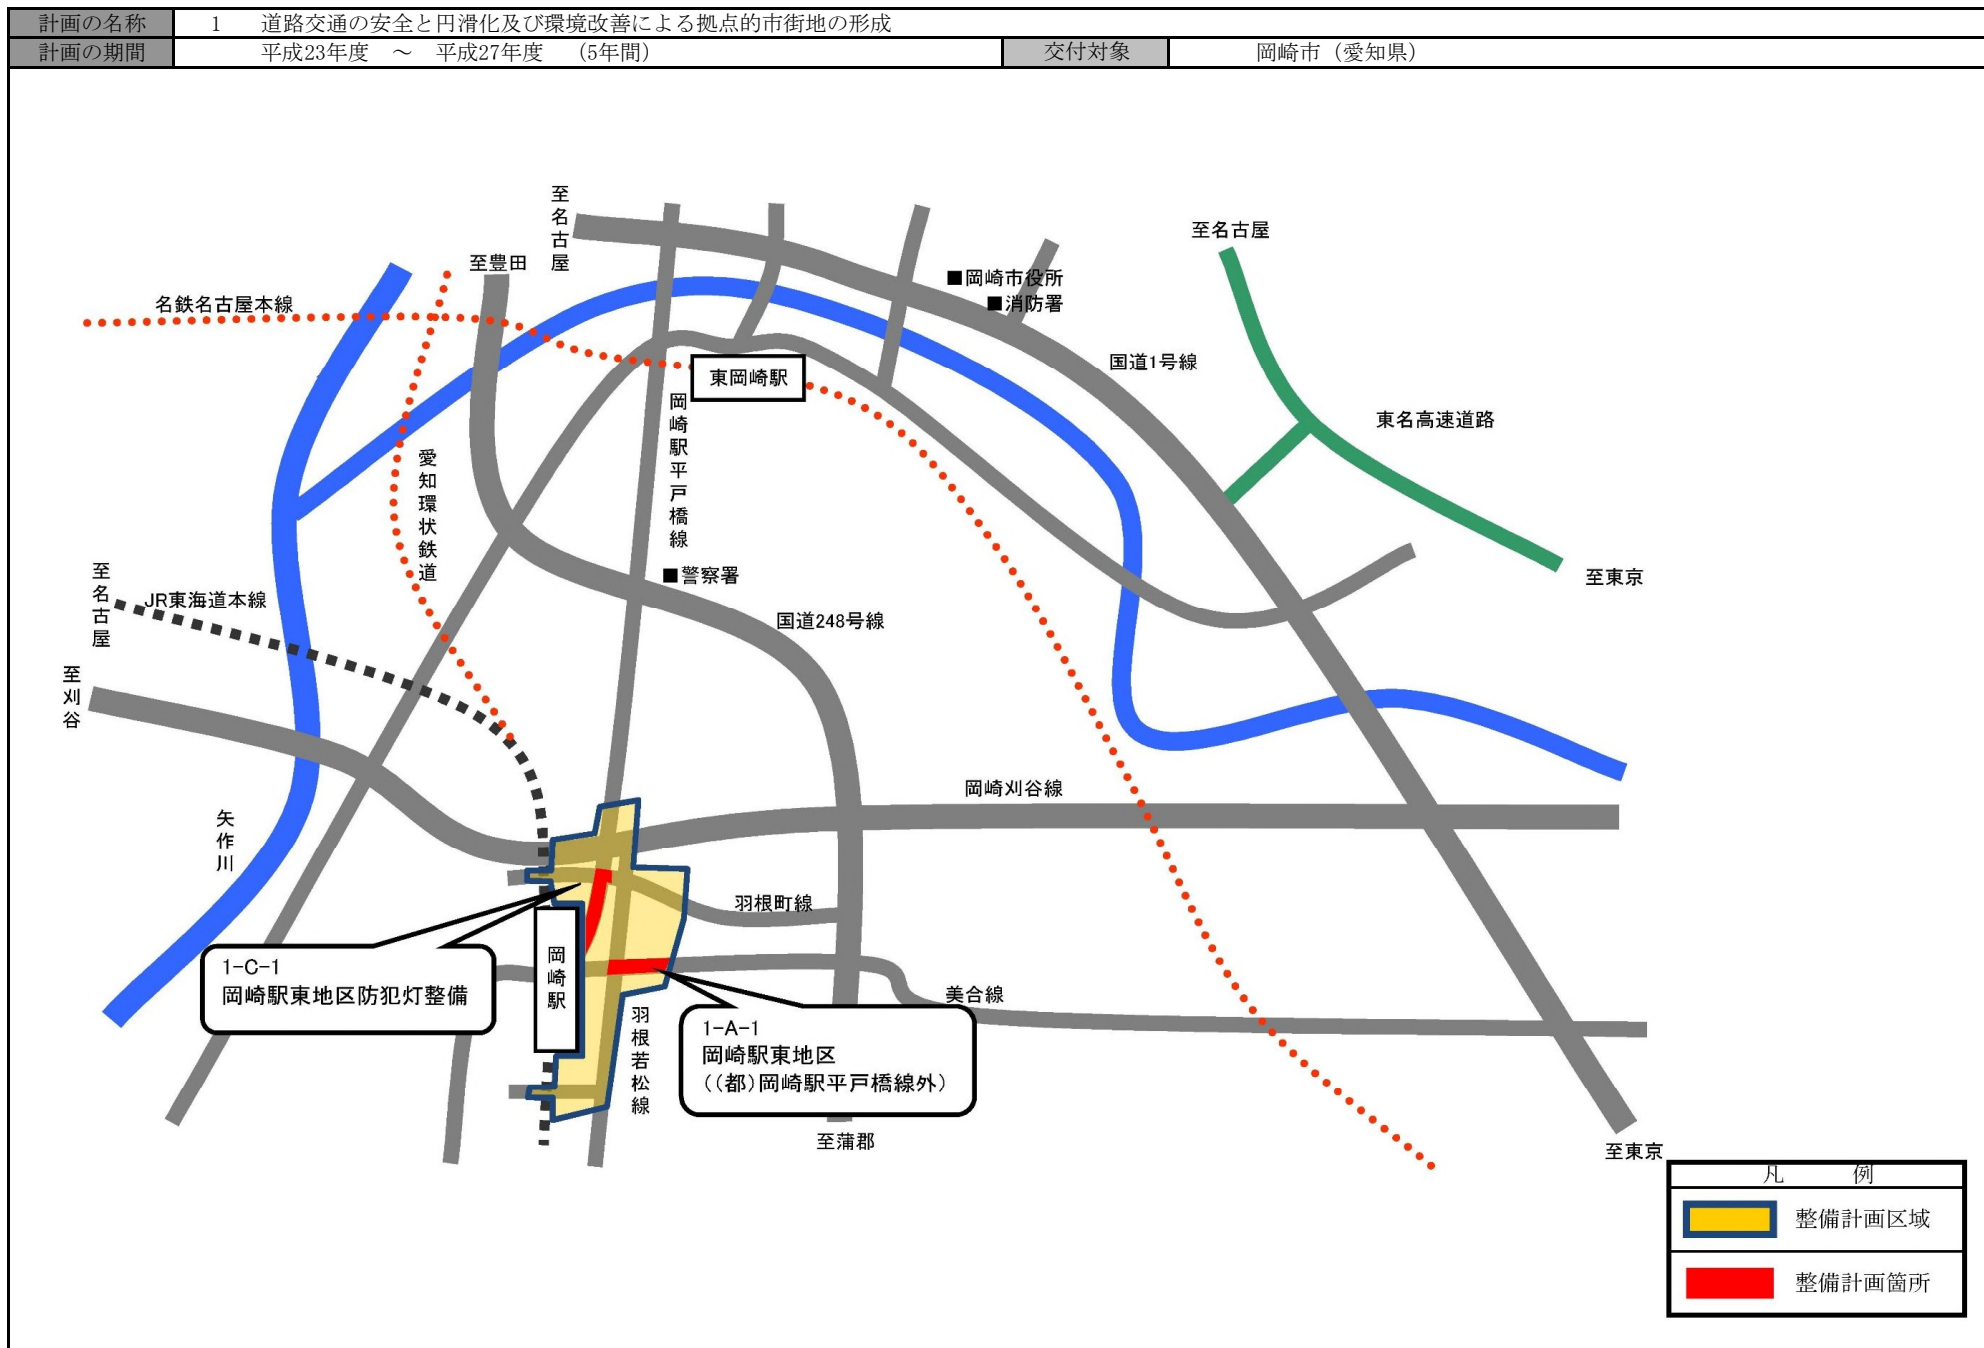 計画の名称 1 道路交通の安全と円滑化及び環境改善による拠点的市街地の形成
計画の期間 平成23年度 ～ 平成27年度 （5年間） 交付対象 岡崎市（愛知県）
至名古屋
至豊田
至名古屋
■岡崎市役所
■消防署
名鉄名古屋本線
国道1号線
東岡崎駅
岡崎駅平戸橋線
東名高速道路
愛知環状鉄道
至名古屋
■警察署
至東京
JR東海道本線
国道248号線
至刈谷
岡崎刈谷線
矢作川
羽根町線
1-C-1
岡崎駅東地区防犯灯整備
岡崎駅
美合線
羽根若松線
1-A-1
岡崎駅東地区
((都)岡崎駅平戸橋線外)
至蒲郡
至東京
凡 例
整備計画区域
整備計画箇所